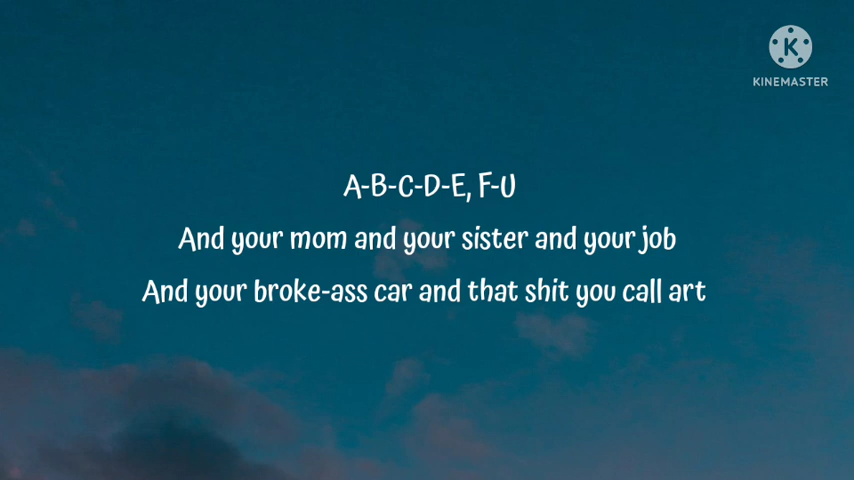 KINEMASTER
A-B-C-D-E, F-U
And your mom and your sister and your job
And your broke-ass car and that shit you call art